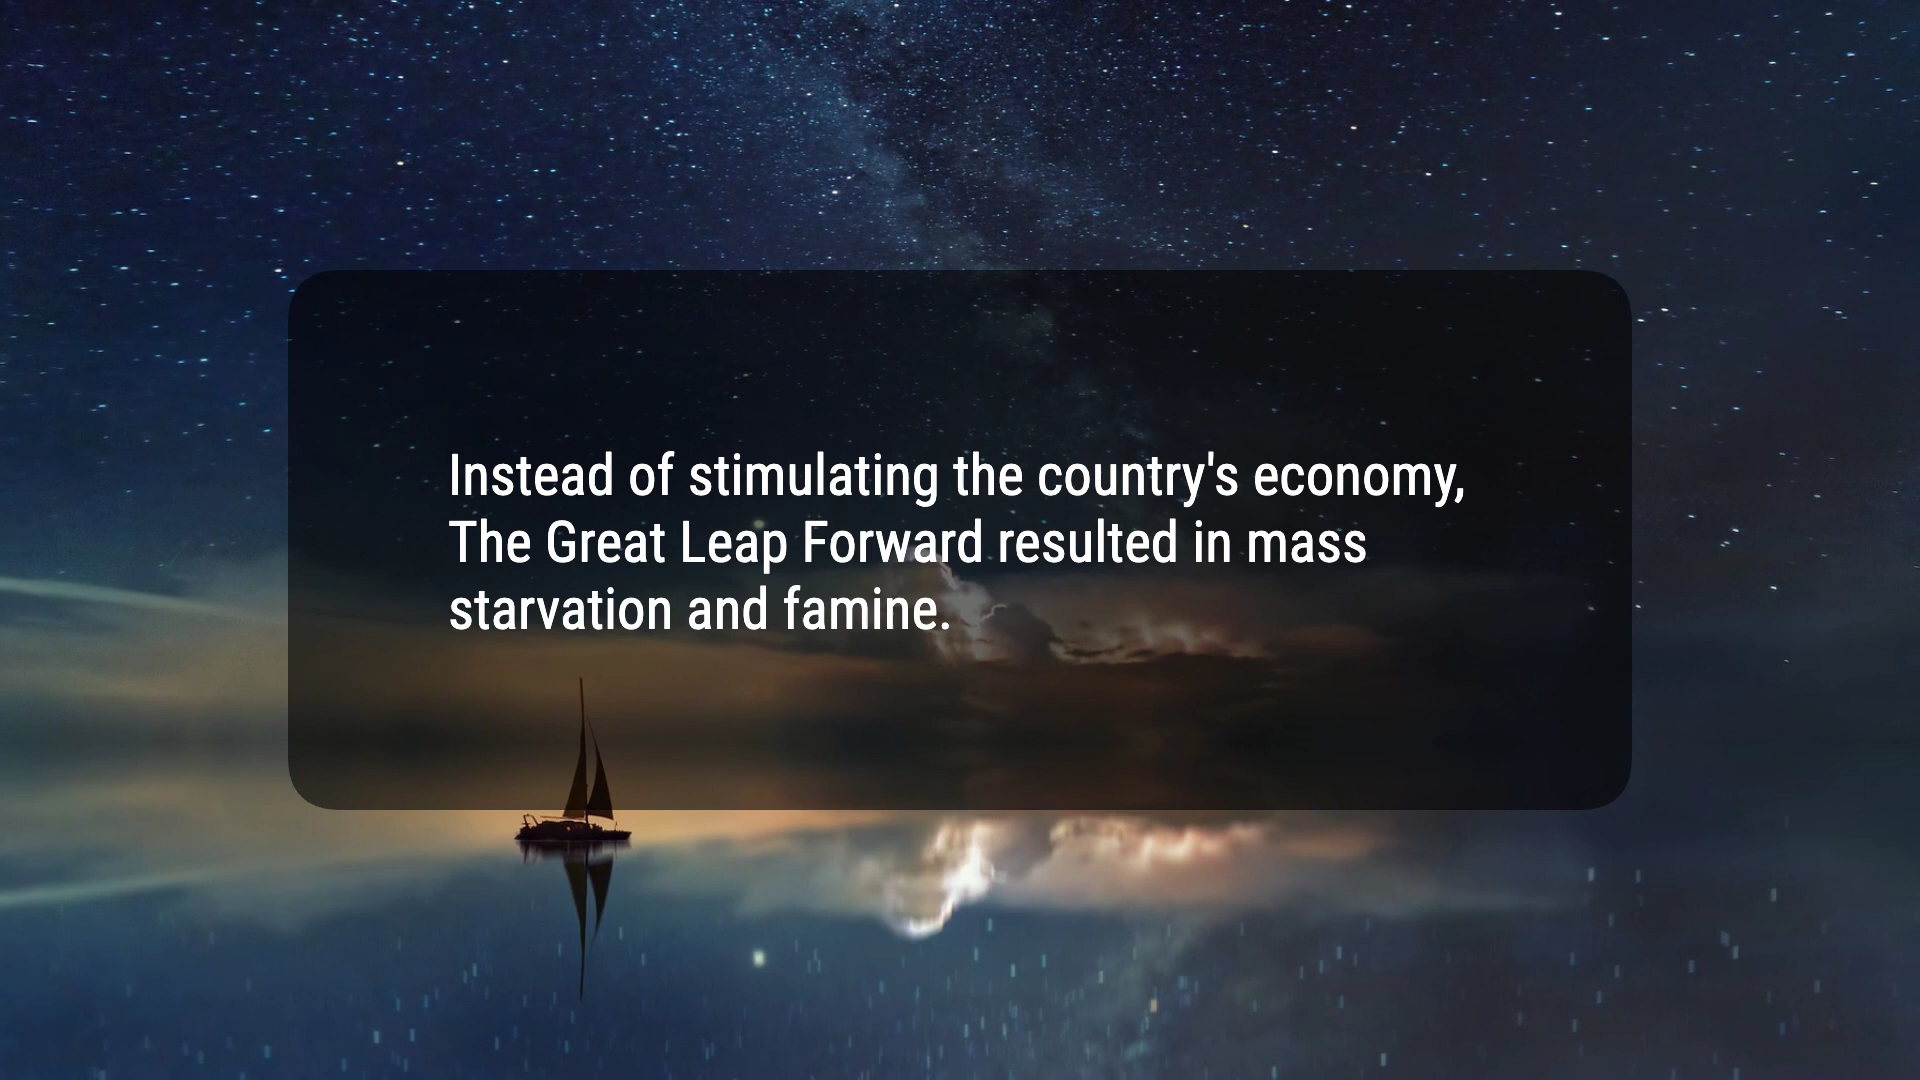 Instead of stimulating the country's economy,
The Great Leap Forward resulted in mass
starvation and famine.